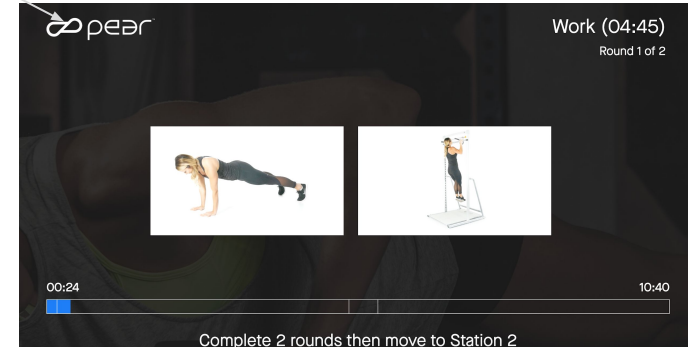 pear
Work (04:45)
Round 1 of 2
00:24
10:40
Complete 2 rounds then move to Station 2